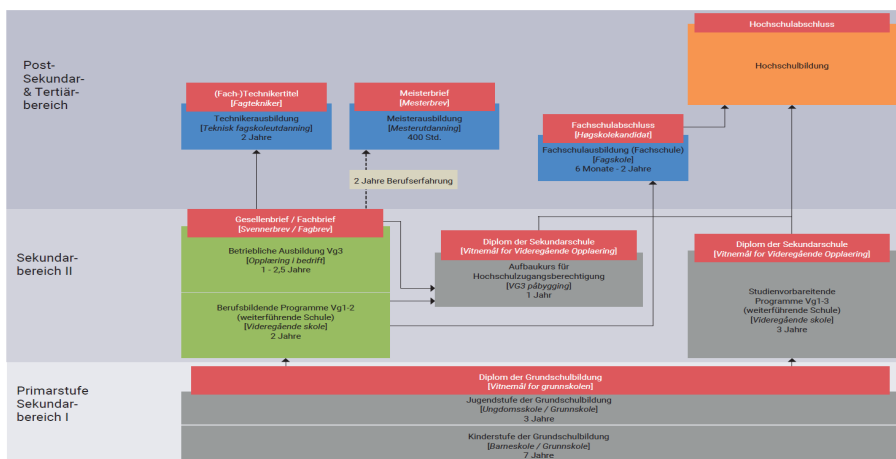 Hochschulabschluss
Hochschulbildung
Post-
Sekundar-
& Tertiär-
bereich
(Fach-)Technikertitel
[Fagtekniker]
Technikerausbildung
[Teknisk fagskoleutdanning]
2 Jahre
Meisterbrief
[Mesterbrev]
Meisterausbildung
[Mesterutdanning]
400 Std.
Fachschulabschluss
[Høgskolekandidat]
Fachschulausbildung (Fachschule)
[Fagskole]
6 Monate - 2 Jahre
2 Jahre Berufserfahrung
Sekundar-
bereich II
Gesellenbrief / Fachbrief
[Svennerbrev / Fagbrev]
Betriebliche Ausbildung Vg3
[Opplæring i bedrift]
1 - 2,5 Jahre
Berufsbildende Programme Vg1-2
(weiterführende Schule)
[Videregående skole]
2 Jahre
Diplom der Sekundarschule
[Vitnemål for Videregående Opplaering]
Aufbaukurs für
Hochschulzugangsberechtigung
[VG3 påbygging]
1 Jahr
Diplom der Sekundarschule
[Vitnemål for Videregående Opplaering]
Studienvorbareitende
Programme Vg1-3
(weiterführende Schule)
[Videregående skole]
3 Jahre
Primarstufe
Sekundar-
bereich I
Diplom der Grundschulbildung
[Vitnemål for grunnskolen]
Jugendstufe der Grundschulbildung
[Ungdomsskole / Grunnskole]
3 Jahre
Kinderstufe der Grundschulbildung
[Barneskole / Grunnskole]
7 Jahre